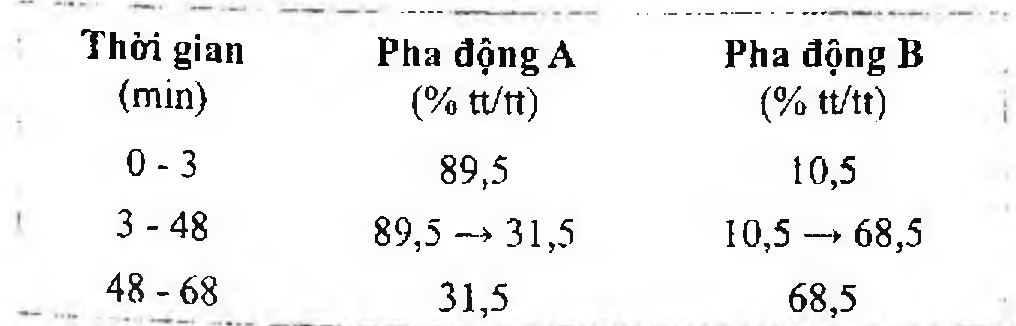 Thời gian Pha động A Pha động B
(min) (% tt/tt) (% tt/tt)
0 - 3 89,5 10,5
3 - 48 89,5 → 31,5 10,5 → 68,5
48 - 68 31,5 68,5